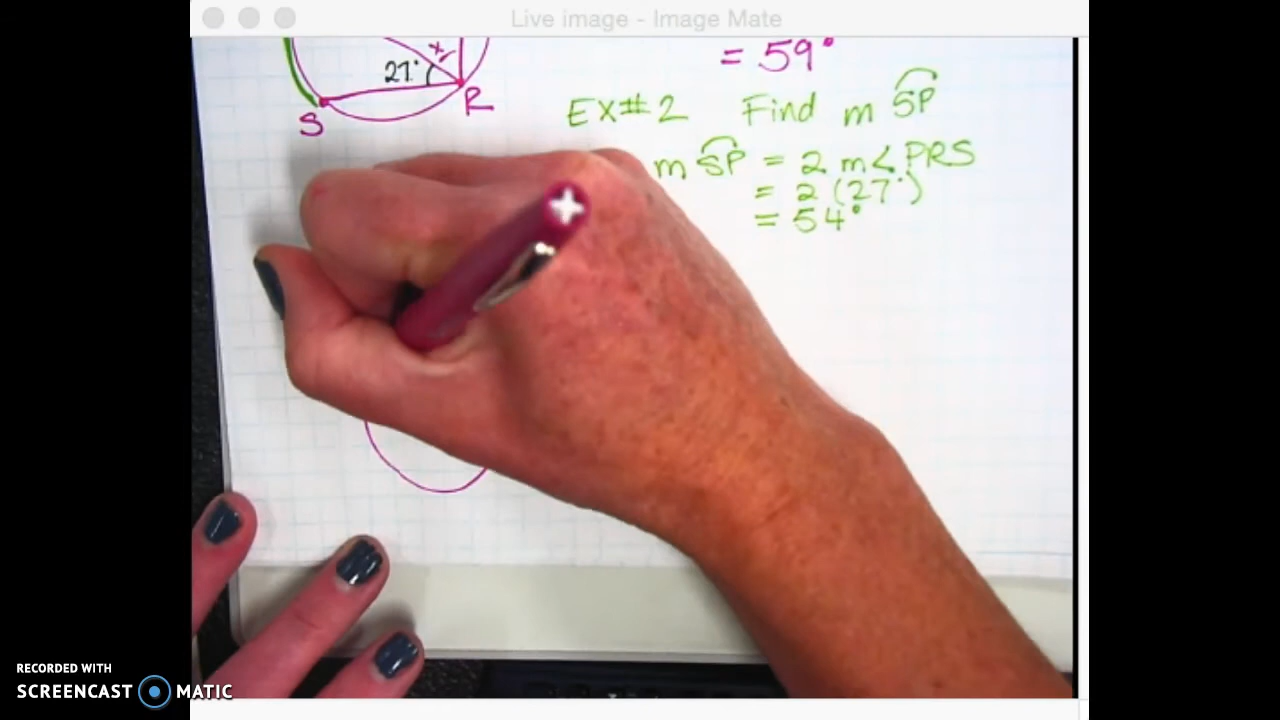 Live image - Image Mate
= 59°
x
27°
R
S
Ex#2 Find m SP
m SP = 2 m∠PRS
= 2 (27°)
= 54°
RECORDED WITH
SCREENCAST MATIC